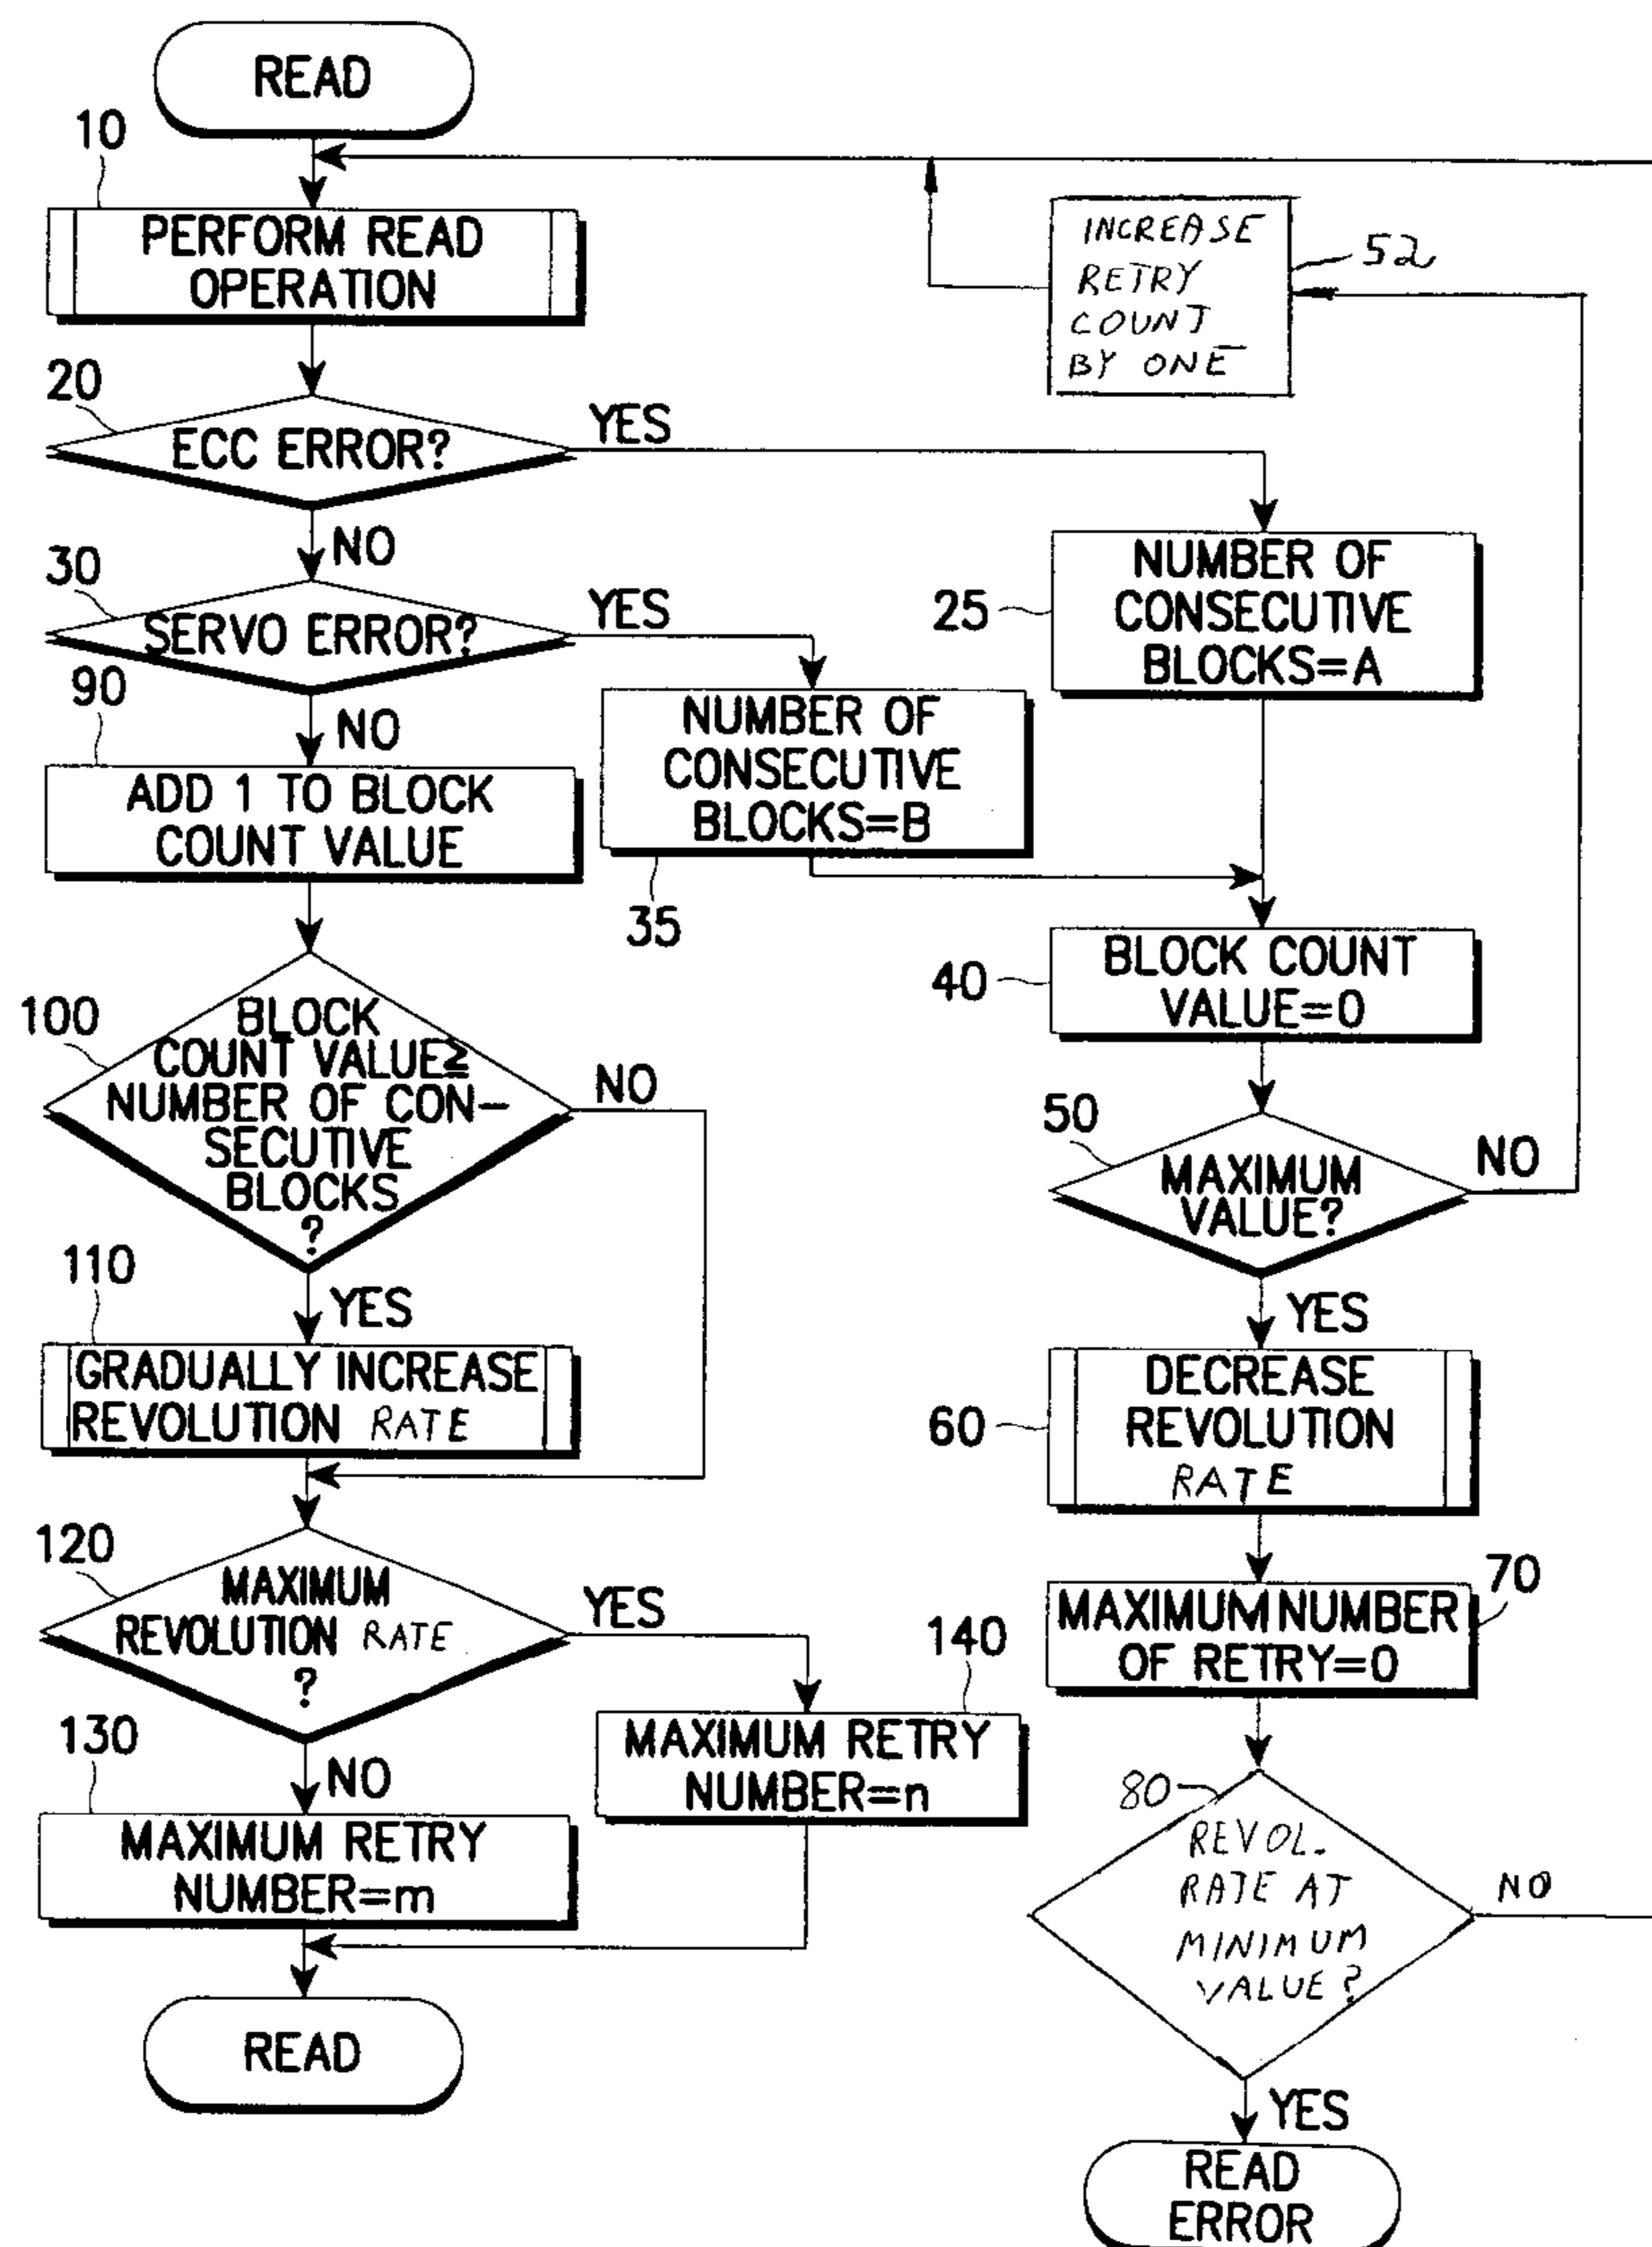 READ
10
PERFORM READ
OPERATION
20
ECC ERROR?
YES
NO
30
SERVO ERROR?
YES
NO
90
ADD 1 TO BLOCK
COUNT VALUE
100
BLOCK
COUNT VALUE≧
NUMBER OF CON-
SECUTIVE
BLOCKS
?
NO
YES
110
GRADUALLY INCREASE
REVOLUTION RATE
120
MAXIMUM
REVOLUTION RATE
?
YES
NO
130
MAXIMUM RETRY
NUMBER=m
140
MAXIMUM RETRY
NUMBER=n
READ
NUMBER OF
CONSECUTIVE
BLOCKS=B
35
INCREASE
RETRY
COUNT
BY ONE
52
25
NUMBER OF
CONSECUTIVE
BLOCKS=A
40
BLOCK COUNT
VALUE=0
50
MAXIMUM
VALUE?
NO
YES
60
DECREASE
REVOLUTION
RATE
70
MAXIMUM NUMBER
OF RETRY=0
80
REVOL.
RATE AT
MINIMUM
VALUE?
NO
YES
READ
ERROR